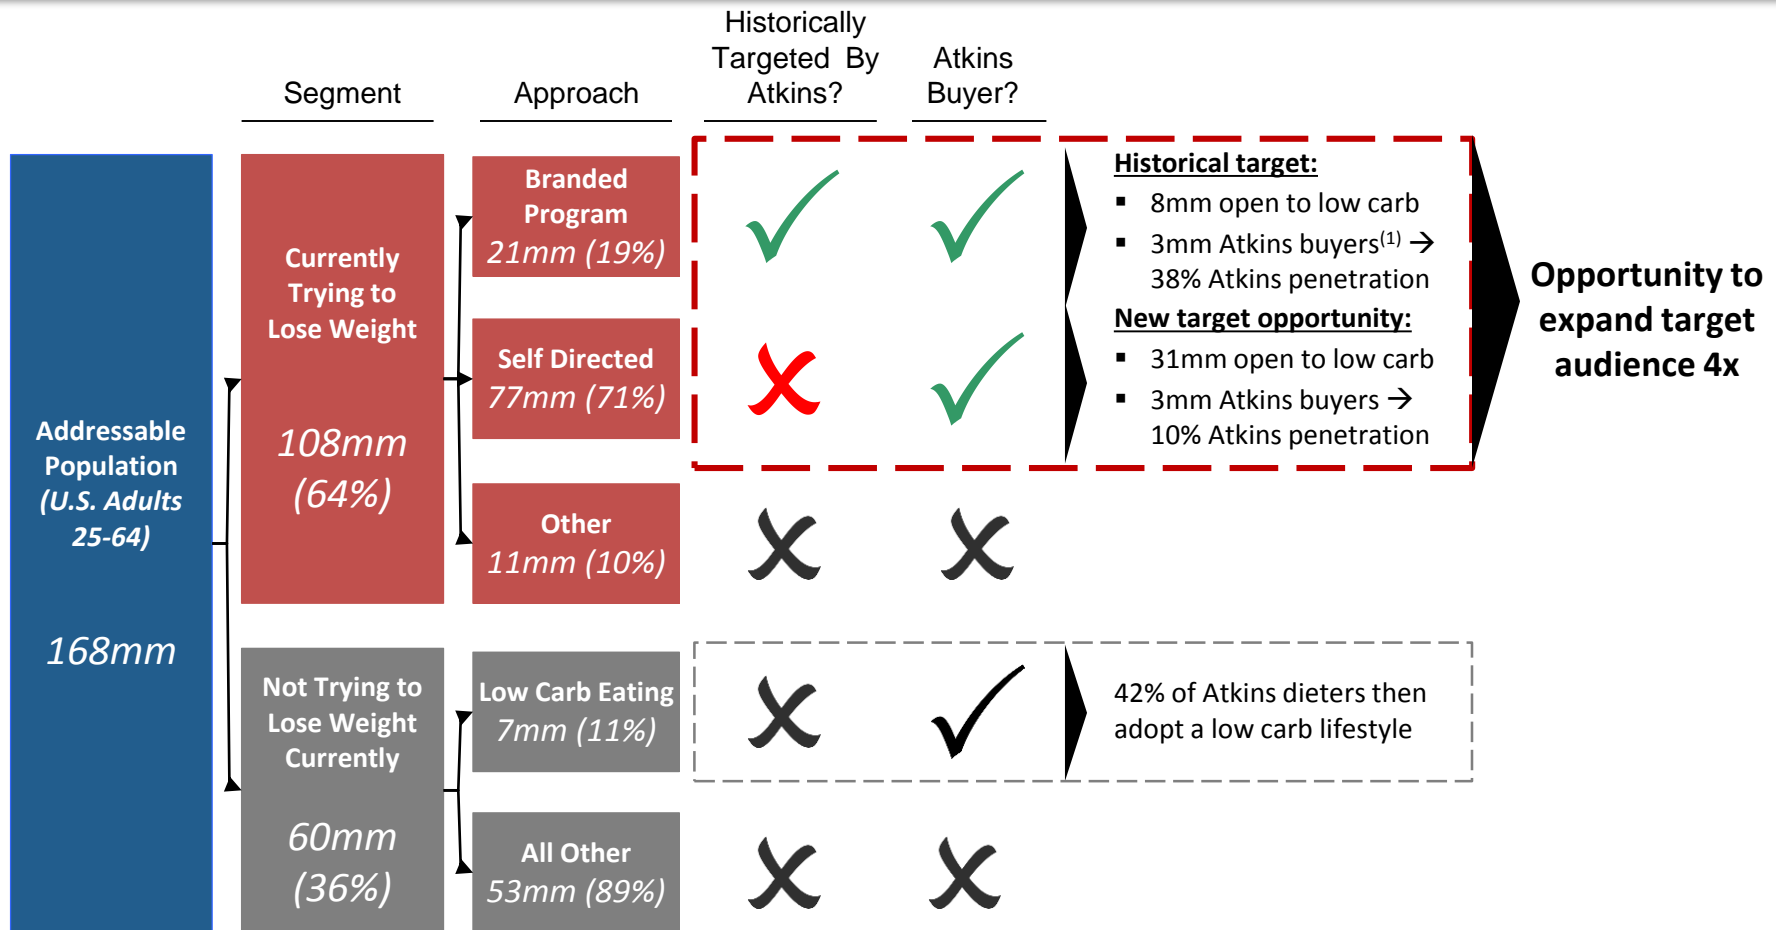 Historically
Targeted By
Atkins?
Atkins
Buyer?
Segment
Approach
Addressable
Population
(U.S. Adults
25-64)
168mm
Currently
Trying to
Lose Weight
108mm
(64%)
Branded
Program
21mm (19%)
Self Directed
77mm (71%)
Other
11mm (10%)
Historical target:
▪ 8mm open to low carb
▪ 3mm Atkins buyers(1) →
38% Atkins penetration
New target opportunity:
▪ 31mm open to low carb
▪ 3mm Atkins buyers →
10% Atkins penetration
Opportunity to
expand target
audience 4x
Not Trying to
Lose Weight
Currently
60mm
(36%)
Low Carb Eating
7mm (11%)
All Other
53mm (89%)
42% of Atkins dieters then
adopt a low carb lifestyle